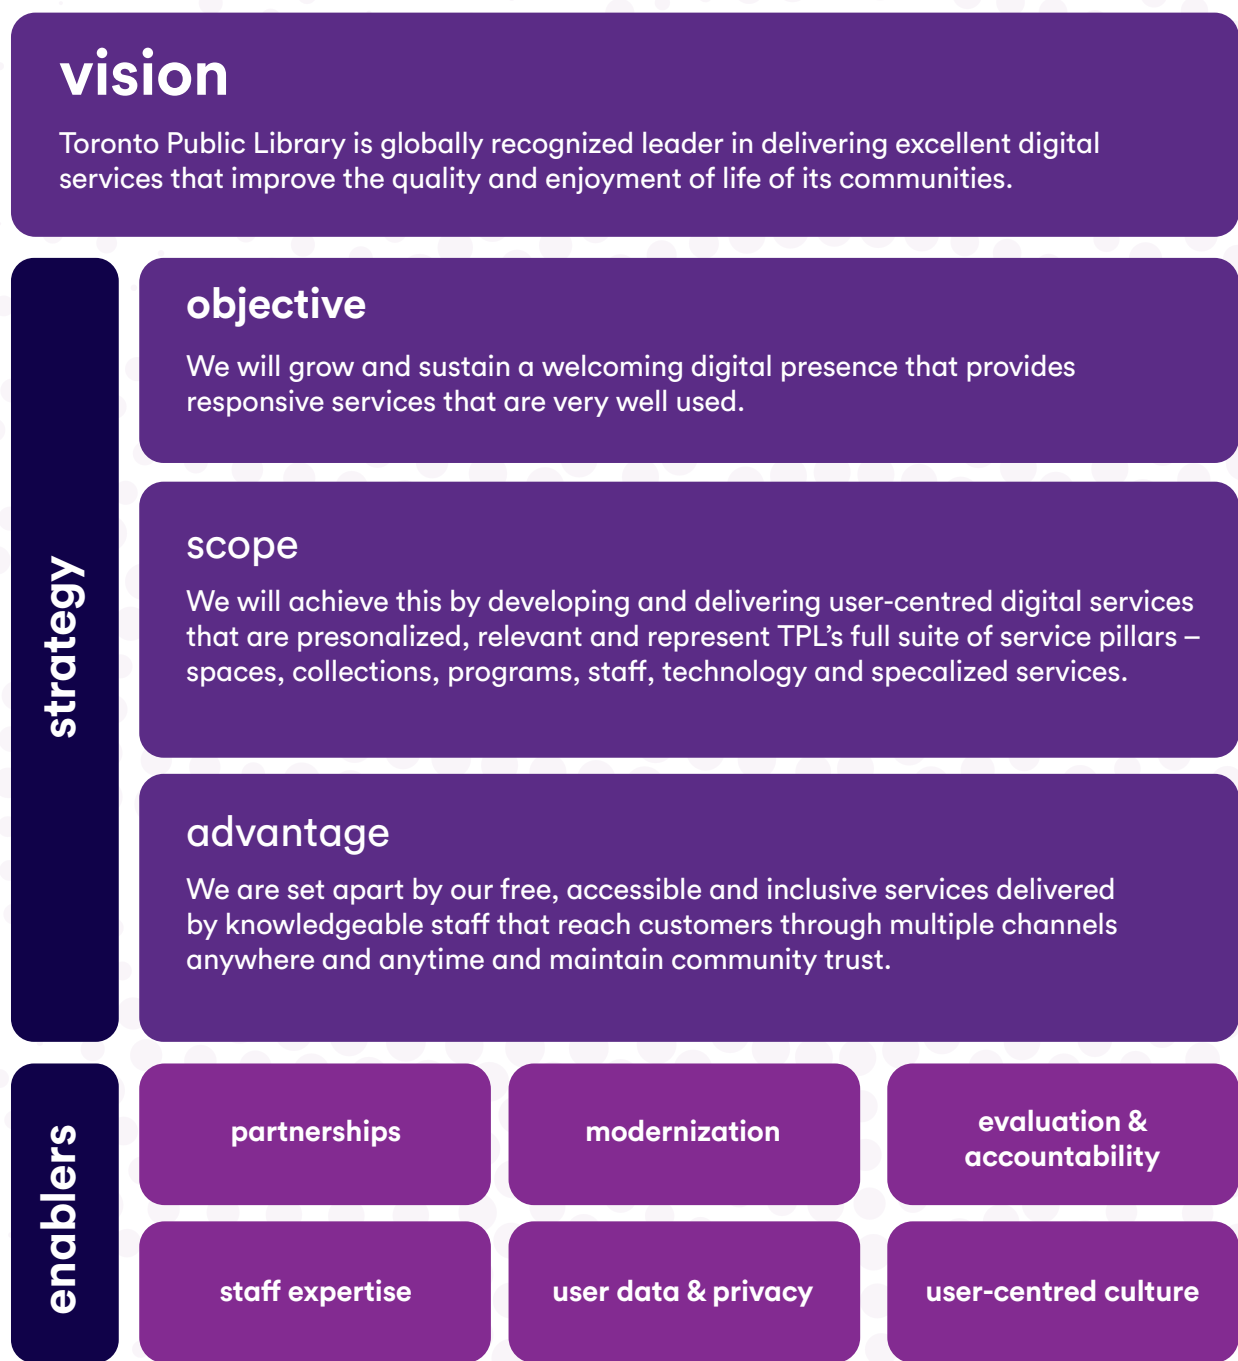 vision
Toronto Public Library is globally recognized leader in delivering excellent digital
services that improve the quality and enjoyment of life of its communities.
strategy
objective
We will grow and sustain a welcoming digital presence that provides
responsive services that are very well used.
scope
We will achieve this by developing and delivering user-centred digital services
that are presonalized, relevant and represent TPL’s full suite of service pillars –
spaces, collections, programs, staff, technology and specalized services.
advantage
We are set apart by our free, accessible and inclusive services delivered
by knowledgeable staff that reach customers through multiple channels
anywhere and anytime and maintain community trust.
enablers
partnerships
modernization
evaluation &
accountability
staff expertise
user data & privacy
user-centred culture